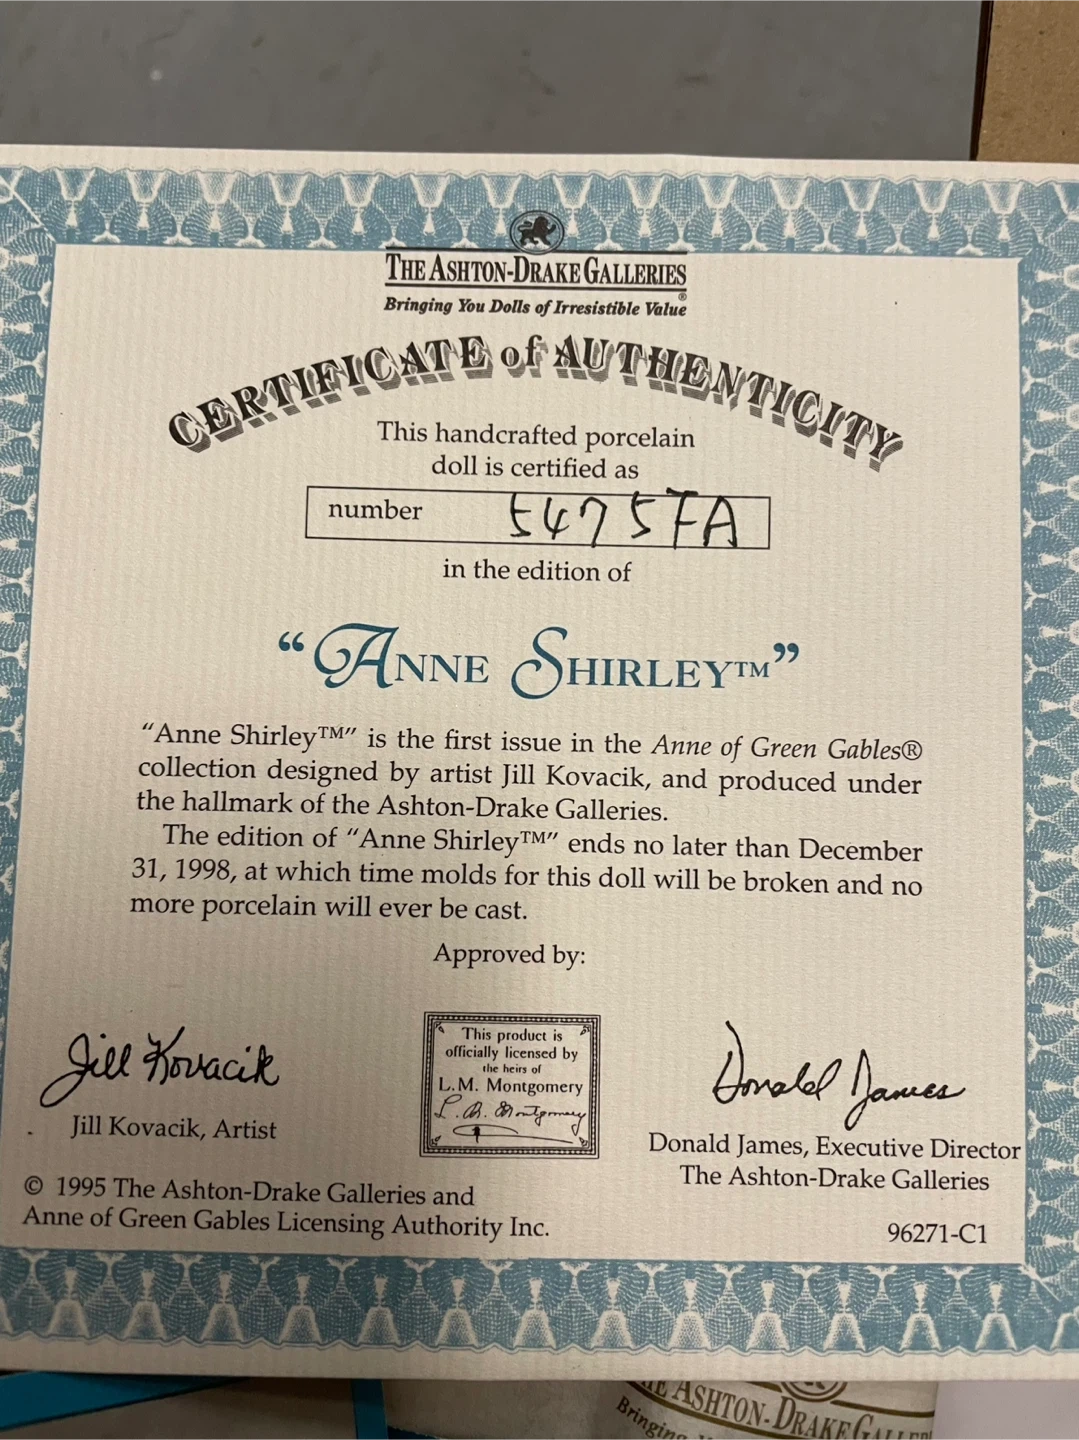 THE ASHTON-DRAKE GALLERIES
Bringing You Dolls of Irresistible Value®
CERTIFICATE of AUTHENTICITY
This handcrafted porcelain
doll is certified as
number 5475FA
in the edition of
“ANNE SHIRLEY™”
“Anne Shirley™” is the first issue in the Anne of Green Gables®
collection designed by artist Jill Kovacik, and produced under
the hallmark of the Ashton-Drake Galleries.
The edition of “Anne Shirley™” ends no later than December
31, 1998, at which time molds for this doll will be broken and no
more porcelain will ever be cast.
Approved by:
Jill Kovacik
Jill Kovacik, Artist
This product is
officially licensed by
the heirs of
L.M. Montgomery
L. M. Montgomery
Donald James
Donald James, Executive Director
The Ashton-Drake Galleries
© 1995 The Ashton-Drake Galleries and
Anne of Green Gables Licensing Authority Inc.
96271-C1
ASHTON-DRAKE
Bringing